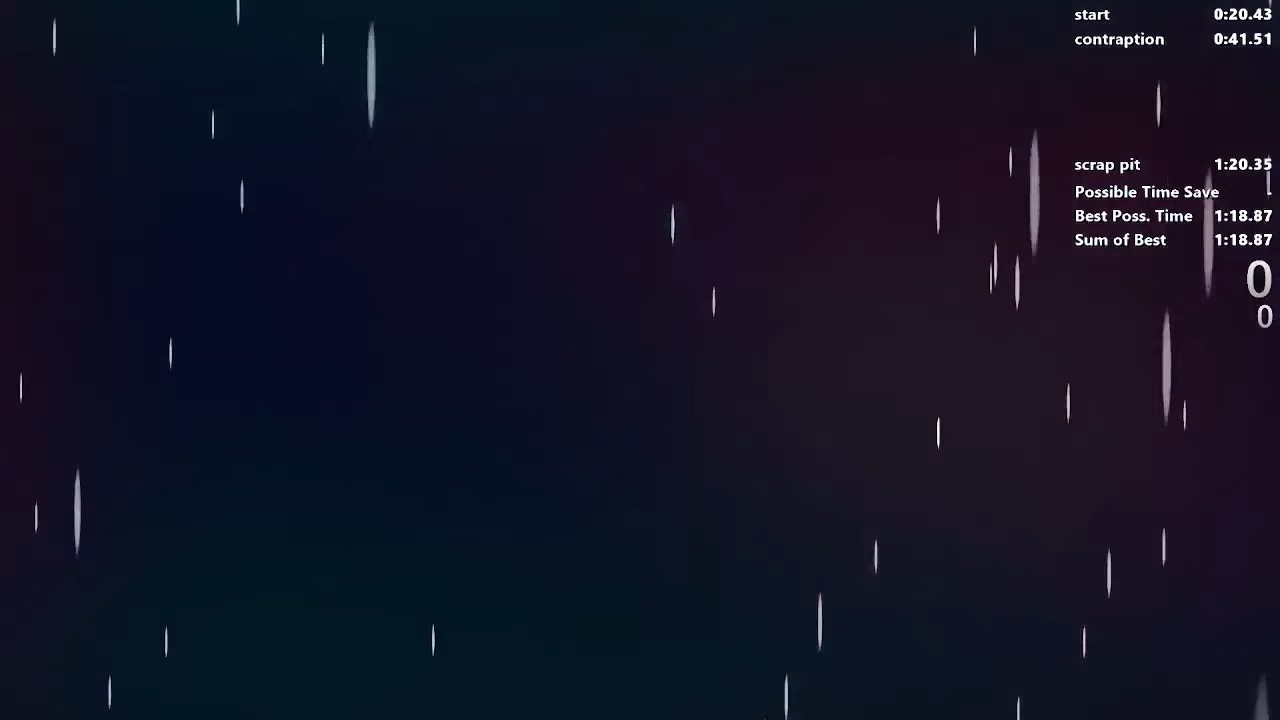 start 0:20.43
contraption 0:41.51
scrap pit 1:20.35
Possible Time Save
Best Poss. Time 1:18.87
Sum of Best 1:18.87
0
0